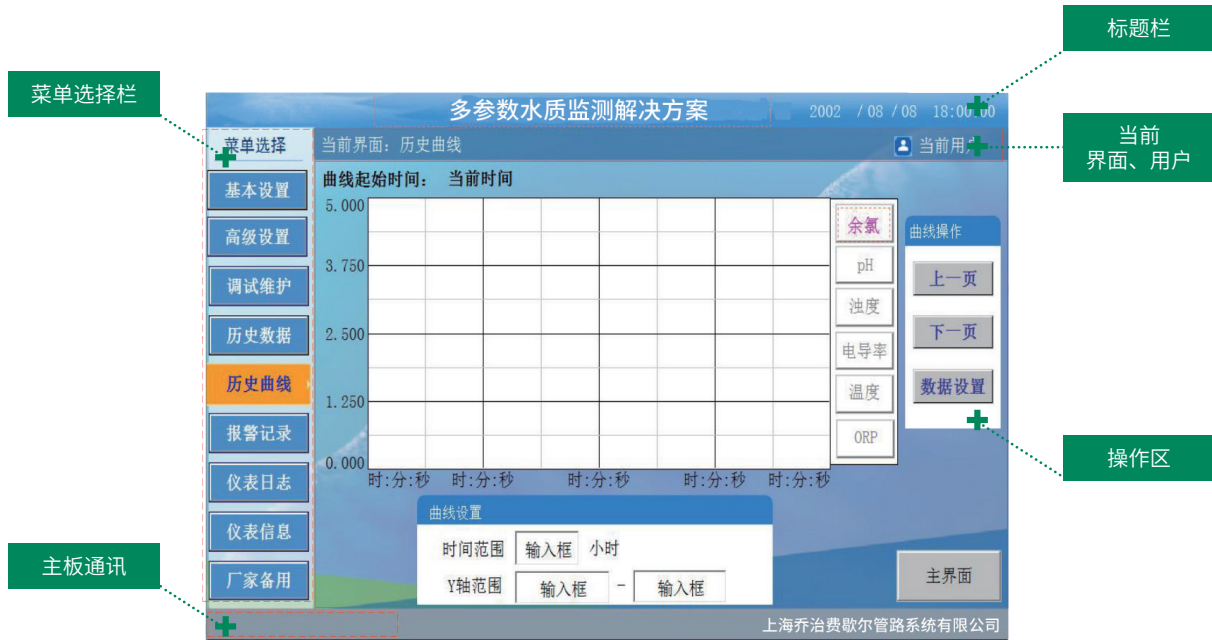 标题栏
菜单选择栏
多参数水质监测解决方案
2002 / 08 / 08 18:00:00
菜单选择
当前界面：历史曲线
当前用户
当前
界面、用户
基本设置
高级设置
调试维护
历史数据
历史曲线
报警记录
仪表日志
仪表信息
厂家备用
曲线起始时间： 当前时间
5.000
3.750
2.500
1.250
0.000
时:分:秒 时:分:秒 时:分:秒 时:分:秒 时:分:秒
余氯
pH
浊度
电导率
温度
ORP
曲线操作
上一页
下一页
数据设置
操作区
曲线设置
时间范围 输入框 小时
Y轴范围 输入框 - 输入框
主界面
主板通讯
上海乔治费歇尔管路系统有限公司